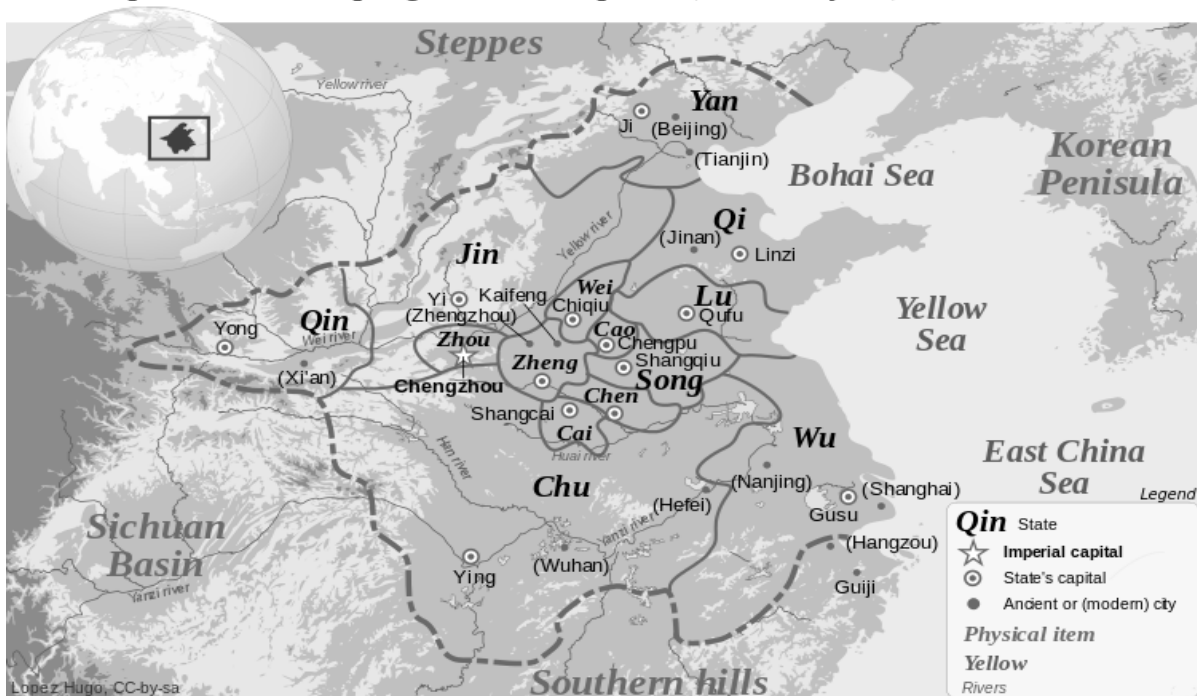 Steppes
Yellow river
Yan
Ji
(Beijing)
(Tianjin)
Korean
Penisula
Bohai Sea
Qi
(Jinan)
Linzi
Yellow river
Jin
Wei
Lu
Yi
Kaifeng
Chiqiu
Qufu
(Zhengzhou)
Yellow
Sea
Yong
Qin
Wei river
Zhou
Cao
Chengpu
Zheng
Shangqiu
(Xi'an)
Chengzhou
Song
Chen
Shangcai
Cai
Huai river
Han river
Wu
East China
Sea
Chu
(Nanjing)
(Hefei)
(Shanghai)
Gusu
Sichuan
Basin
Yanzi river
(Hangzou)
Ying
(Wuhan)
Guiji
Yanzi river
Southern hills
Legend
Qin State
Imperial capital
State's capital
Ancient or (modern) city
Physical item
Yellow
Rivers
Lopez Hugo, CC-by-sa